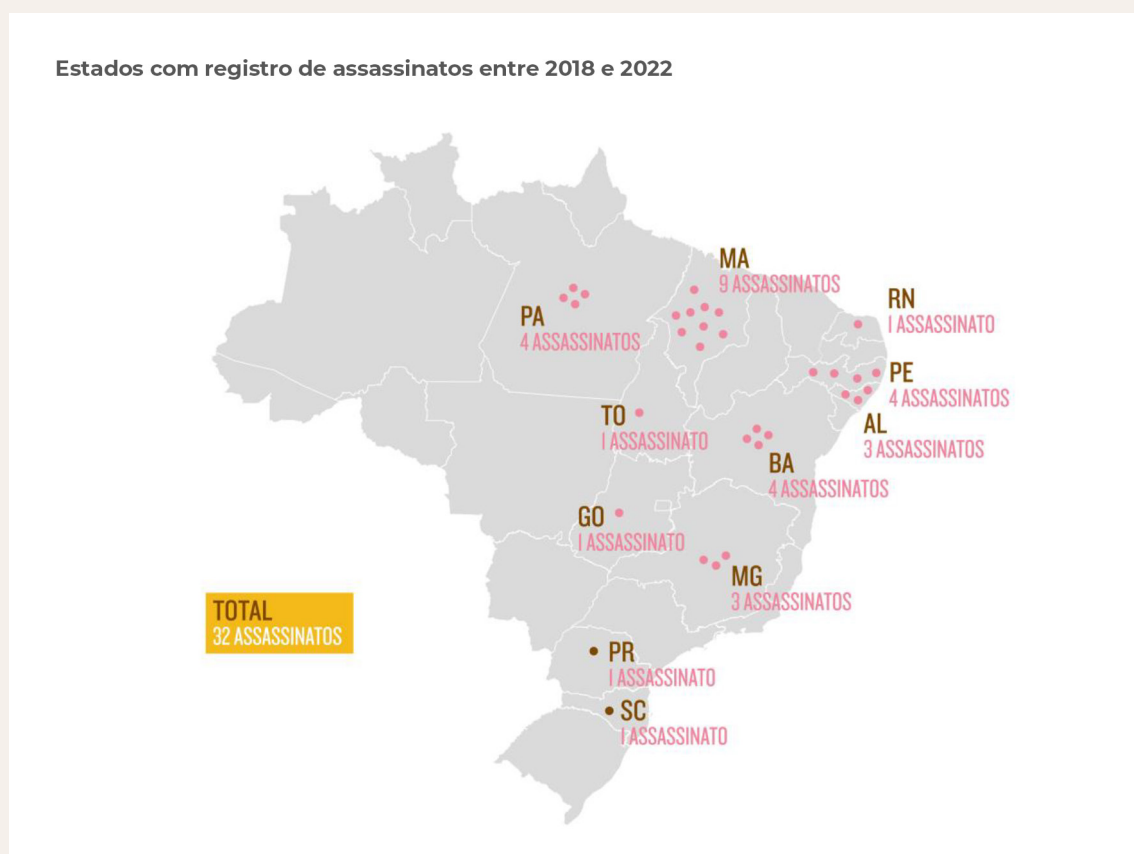 Estados com registro de assassinatos entre 2018 e 2022
MA
9 ASSASSINATOS
RN
1 ASSASSINATO
PA
4 ASSASSINATOS
PE
4 ASSASSINATOS
TO
1 ASSASSINATO
AL
3 ASSASSINATOS
BA
4 ASSASSINATOS
GO
1 ASSASSINATO
MG
3 ASSASSINATOS
TOTAL
32 ASSASSINATOS
PR
1 ASSASSINATO
SC
1 ASSASSINATO